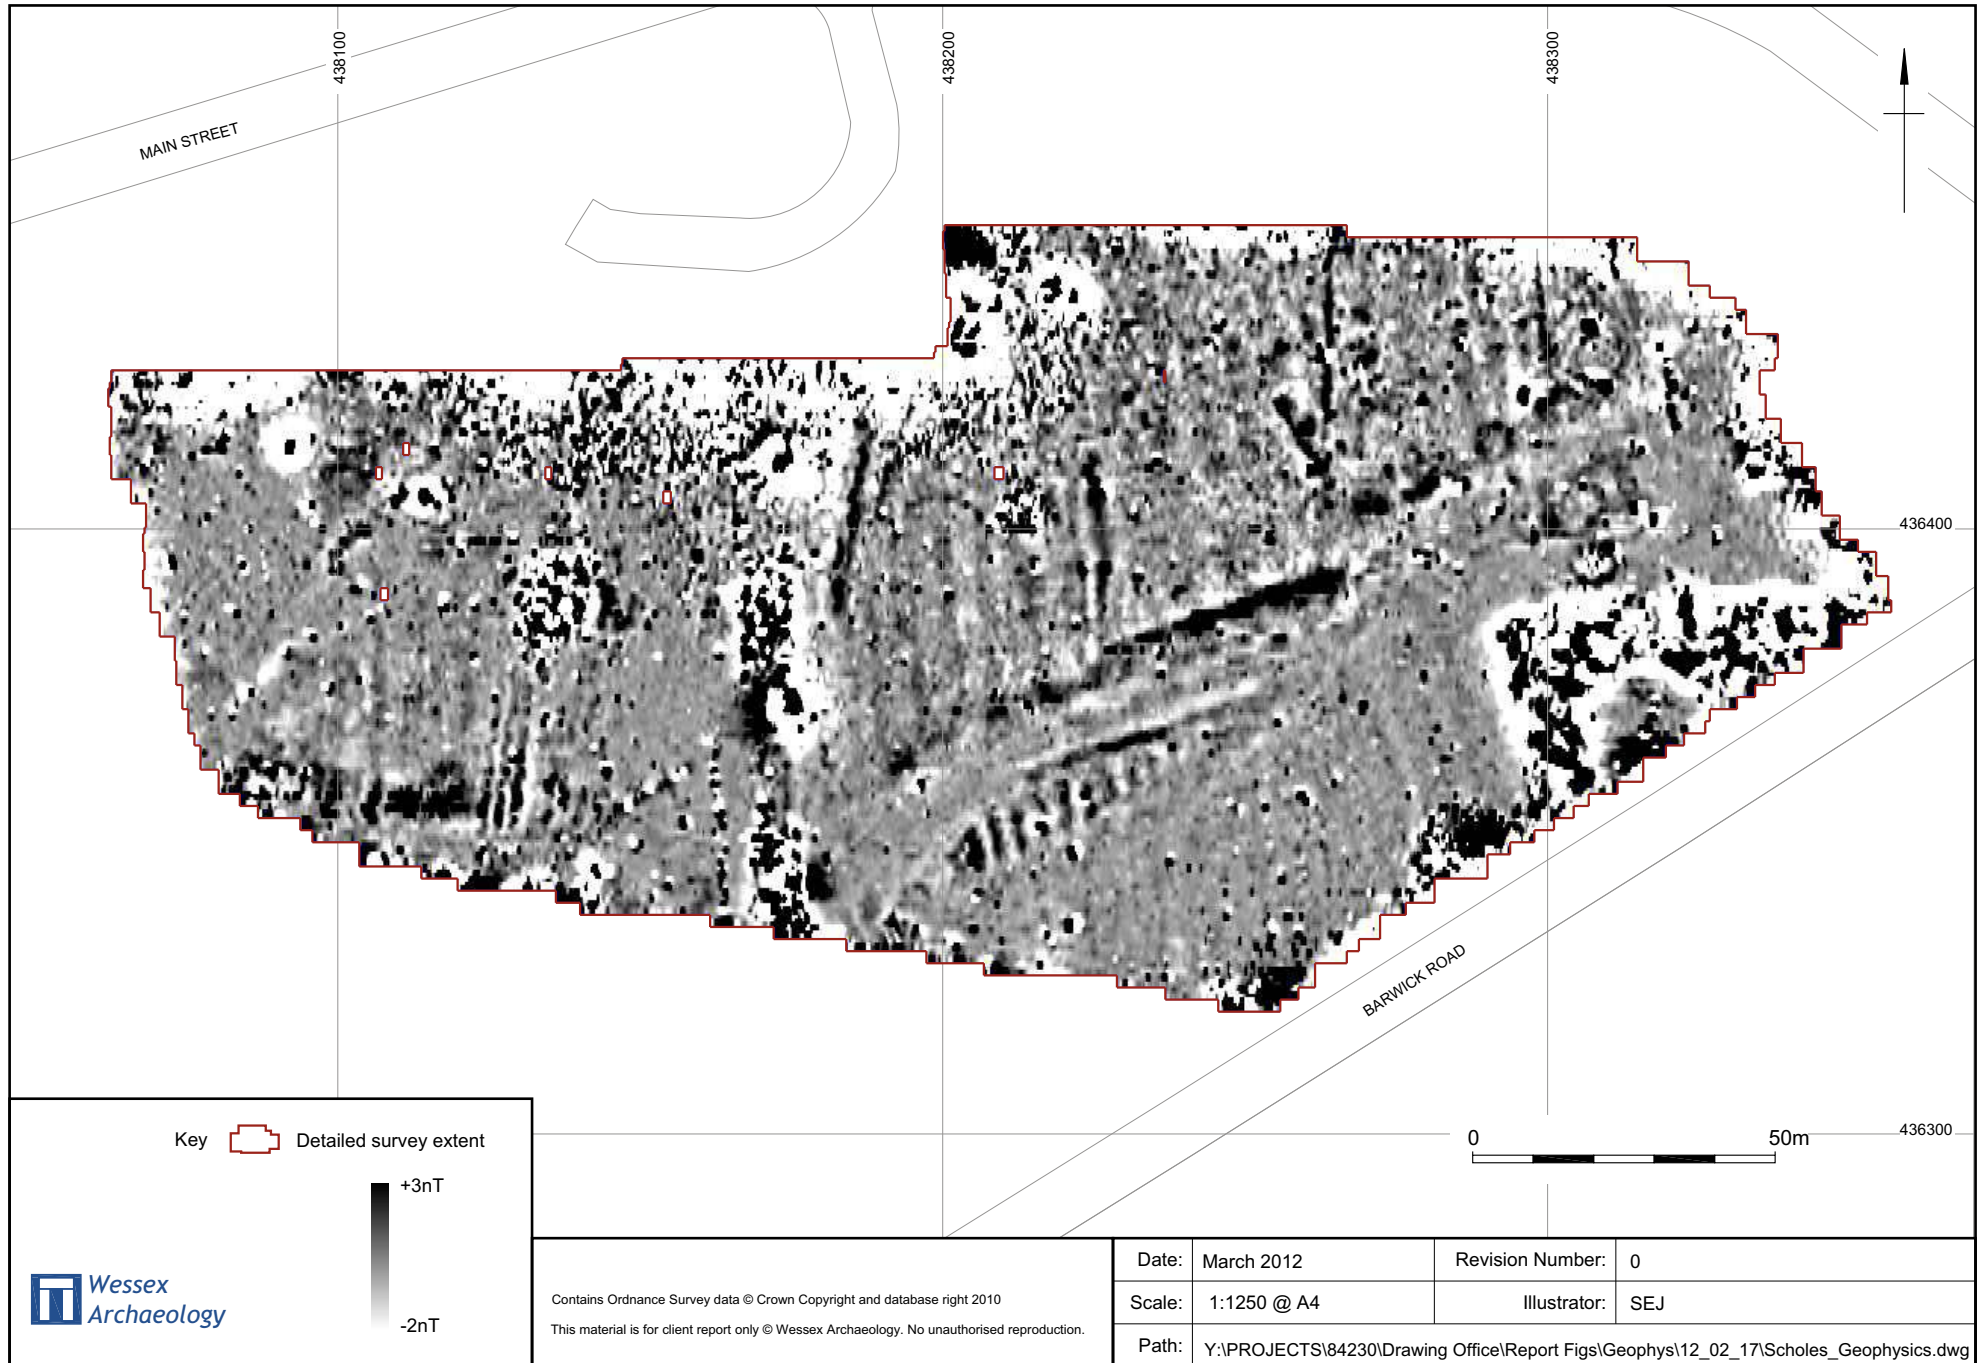 438100
438200
438300
MAIN STREET
436400
BARWICK ROAD
0 50m
436300
Key Detailed survey extent
+3nT
-2nT
Wessex
Archaeology
Contains Ordnance Survey data © Crown Copyright and database right 2010
This material is for client report only © Wessex Archaeology. No unauthorised reproduction.
Date: March 2012 Revision Number: 0
Scale: 1:1250 @ A4 Illustrator: SEJ
Path: Y:\PROJECTS\84230\Drawing Office\Report Figs\Geophys\12_02_17\Scholes_Geophysics.dwg